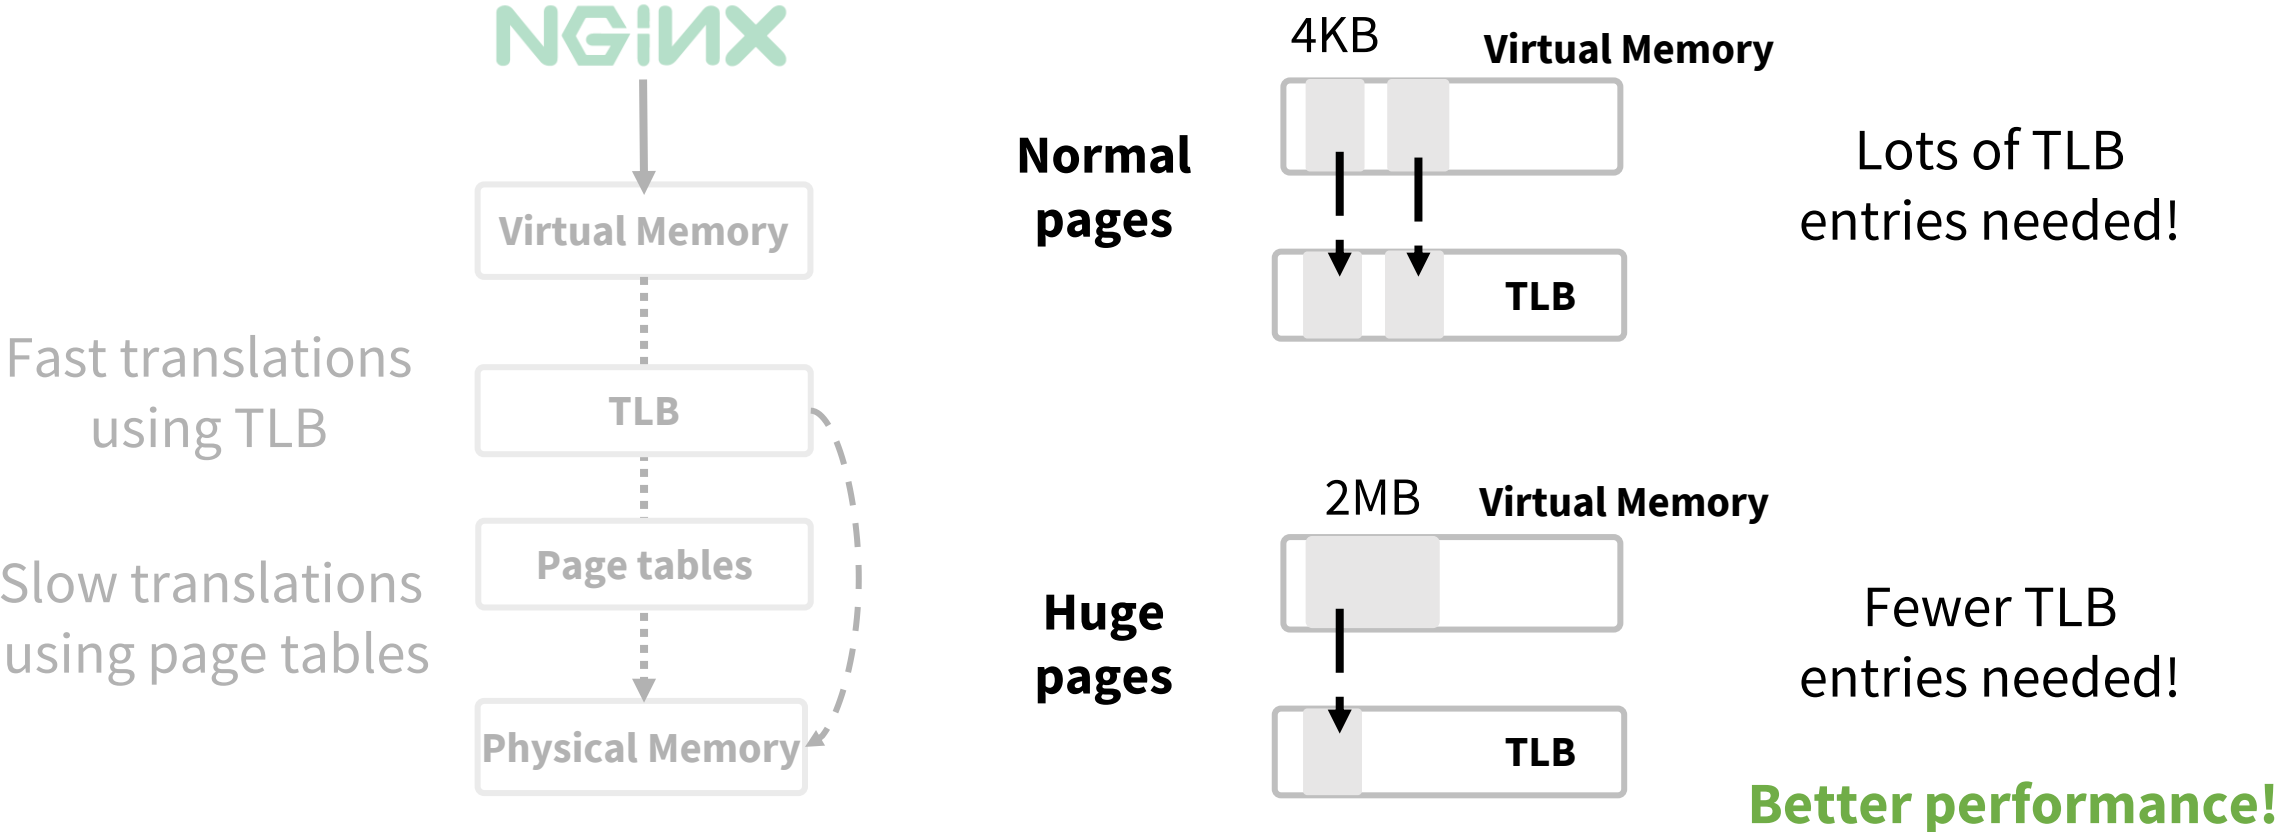 NGINX
Virtual Memory
Fast translations
using TLB
TLB
Slow translations
using page tables
Page tables
Physical Memory
4KB
Virtual Memory
Normal
pages
TLB
Lots of TLB
entries needed!
2MB
Virtual Memory
Huge
pages
TLB
Fewer TLB
entries needed!
Better performance!